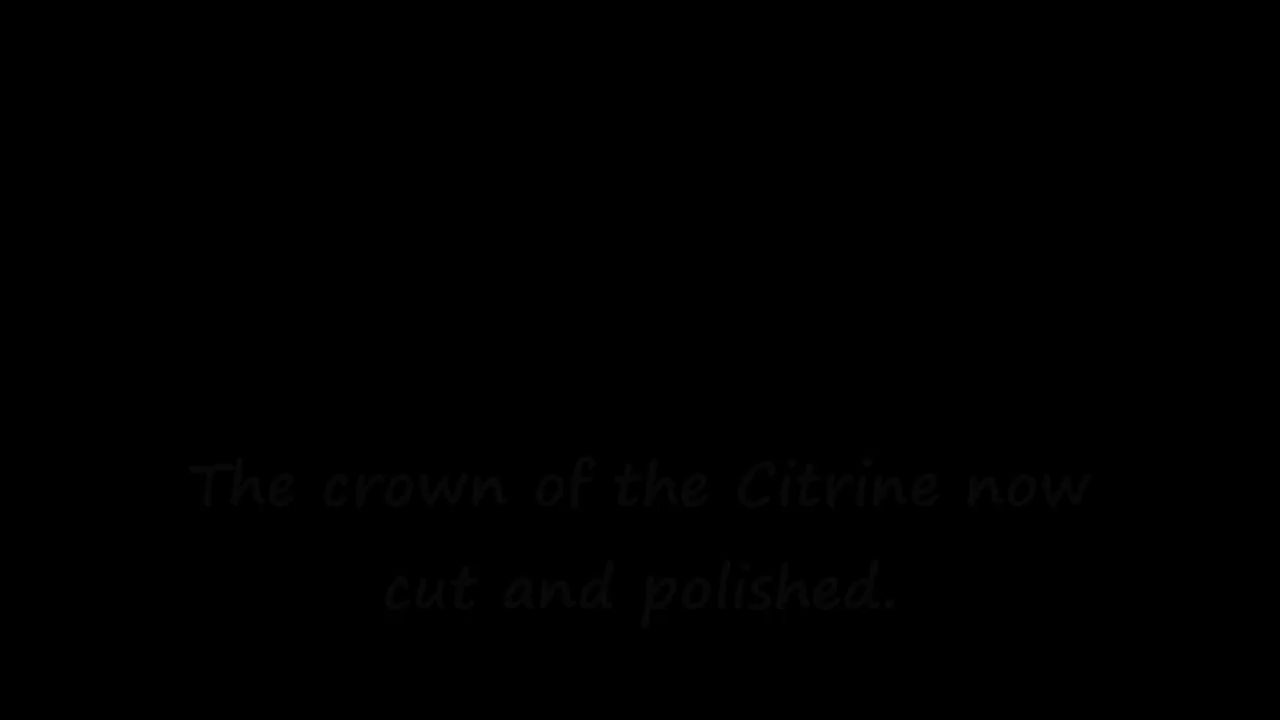 The crown of the Citrine now
cut and polished.